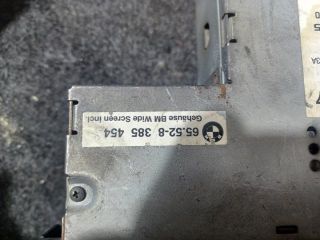 65.52-8 385 454
Gehäuse BM Wide Screen incl.